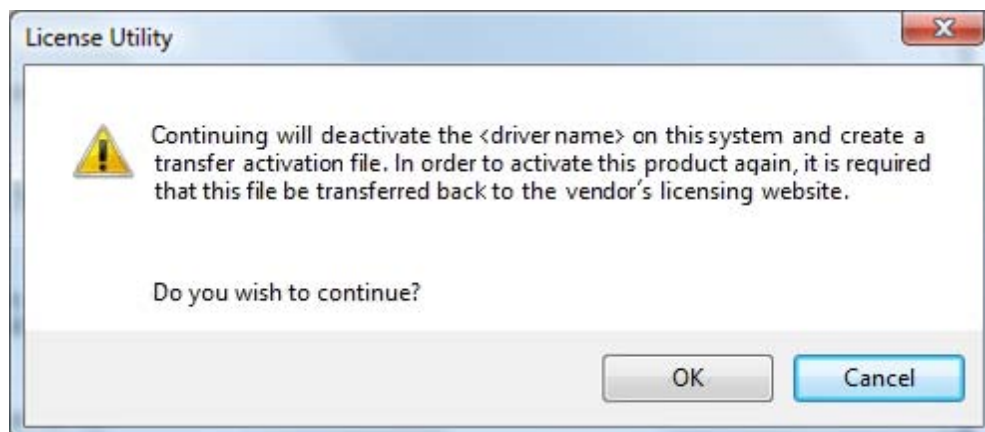 License Utility
Continuing will deactivate the <driver name> on this system and create a
transfer activation file. In order to activate this product again, it is required
that this file be transferred back to the vendor's licensing website.
Do you wish to continue?
OK Cancel